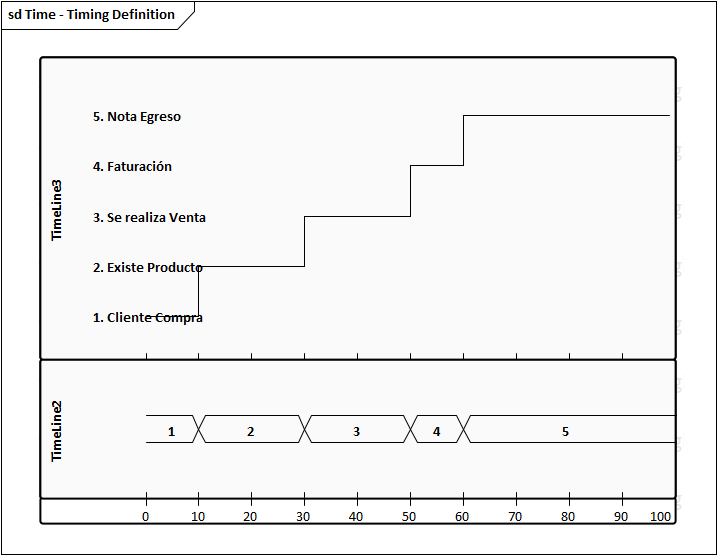 sd Time - Timing Definition
TimeLine3
5. Nota Egreso
4. Faturación
3. Se realiza Venta
2. Existe Producto
1. Cliente Compra
TimeLine2
1 2 3 4 5
0 10 20 30 40 50 60 70 80 90 100